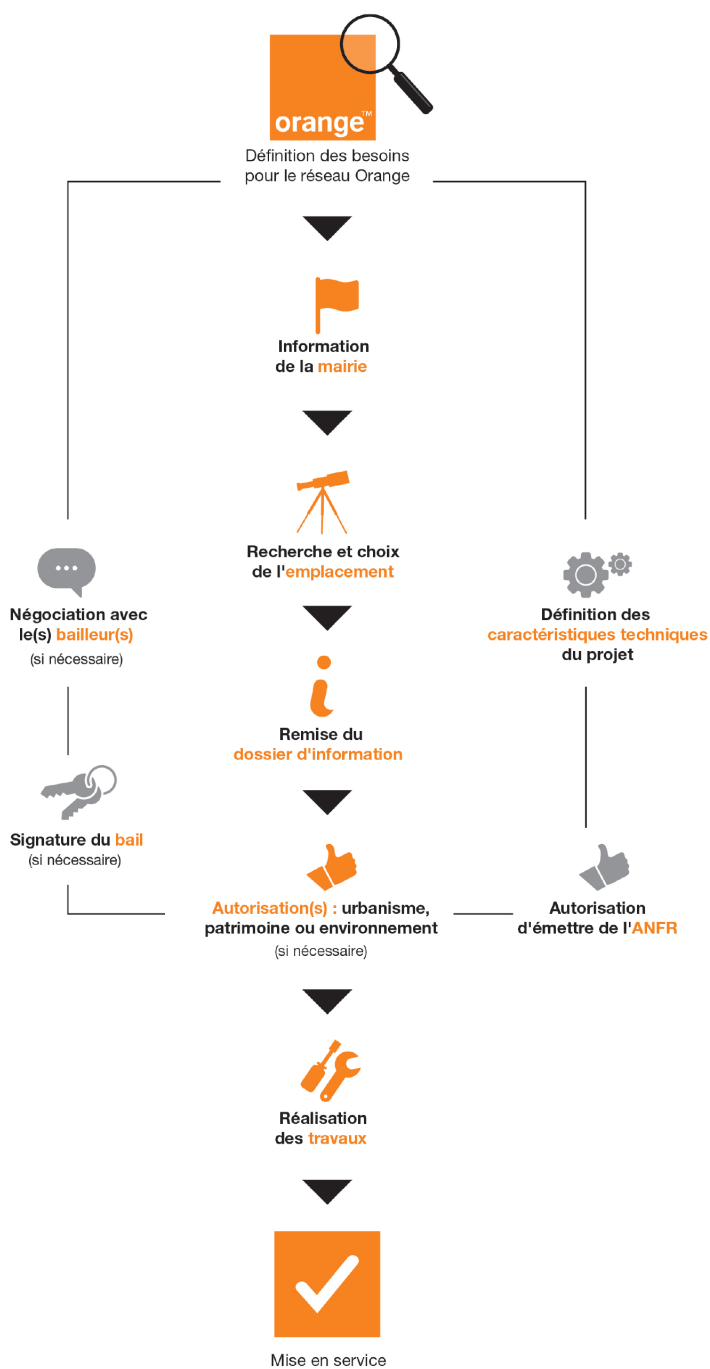 orange™
Définition des besoins
pour le réseau Orange
Information
de la mairie
Recherche et choix
de l'emplacement
Négociation avec
le(s) bailleur(s)
(si nécessaire)
Définition des
caractéristiques techniques
du projet
Remise du
dossier d'information
Signature du bail
(si nécessaire)
Autorisation(s) : urbanisme,
patrimoine ou environnement
(si nécessaire)
Autorisation
d'émettre de l'ANFR
Réalisation
des travaux
Mise en service